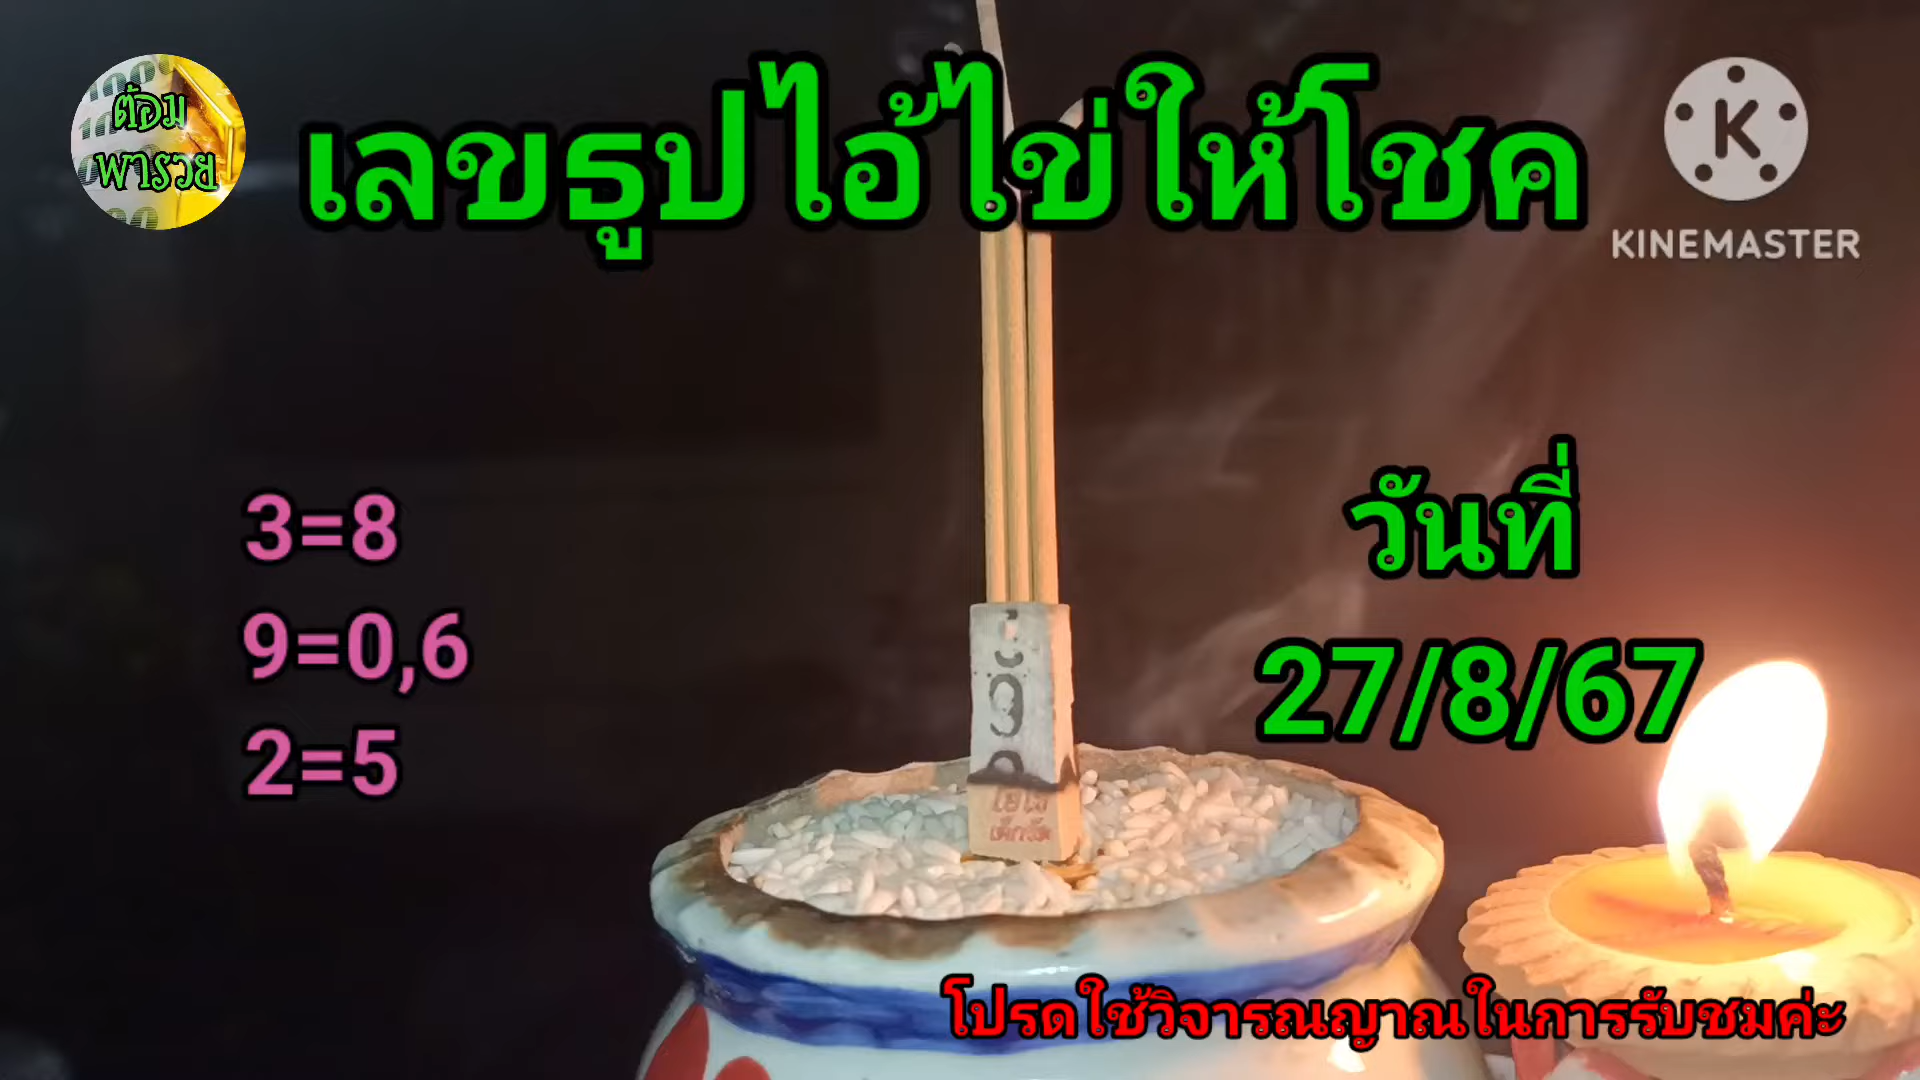 ต้อม
พารวย
เลขธูปไอ้ไข่ให้โชค
K
KINEMASTER
3=8
9=0,6
2=5
วันที่
27/8/67
โปรดใช้วิจารณญาณในการรับชมค่ะ